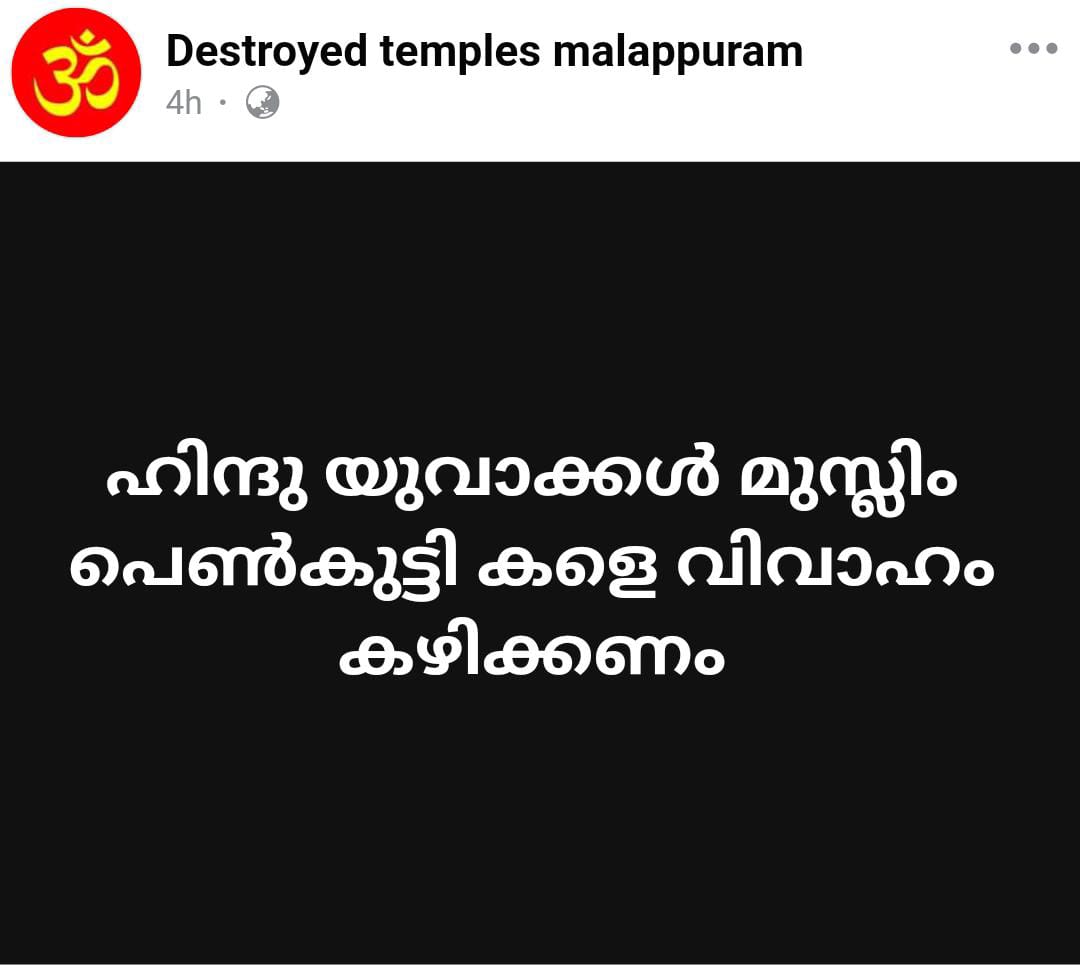 ॐ
Destroyed temples malappuram
4h ·
ഹിന്ദു യുവാക്കൾ മുസ്ലിം
പെൺകുട്ടി കളെ വിവാഹം
കഴിക്കണം